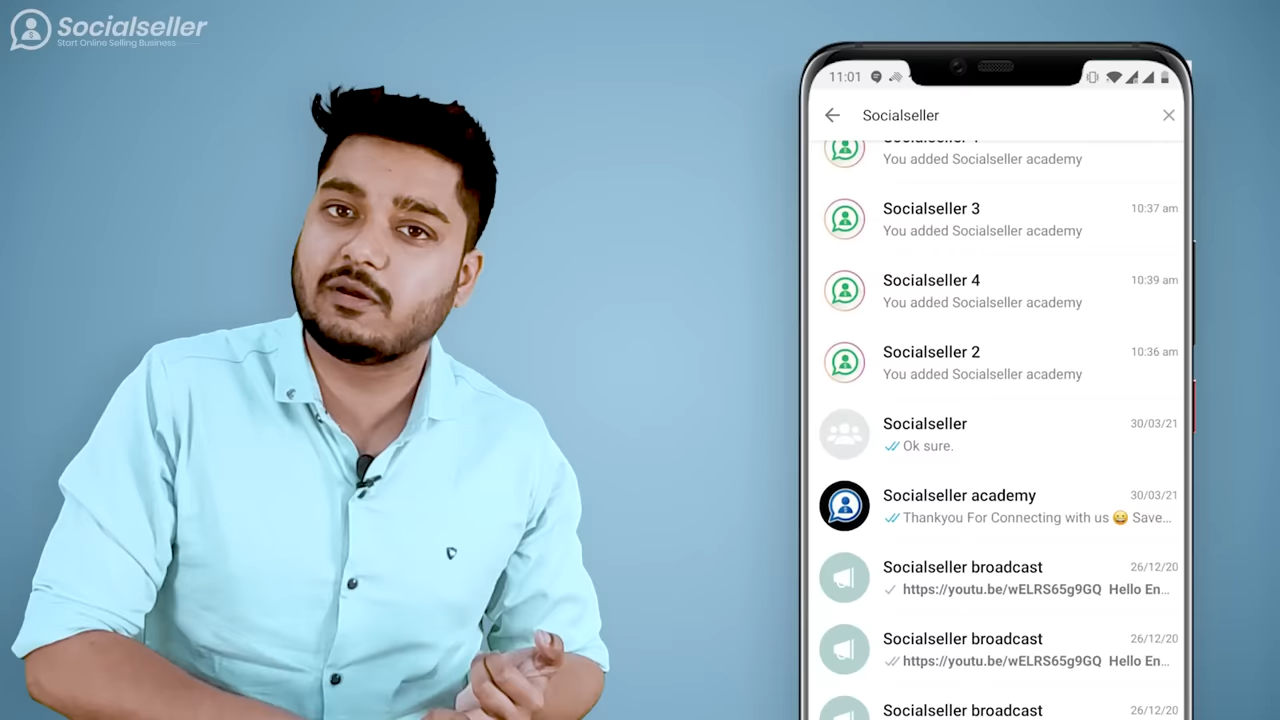 Socialseller
Start Online Selling Business
11:01
Socialseller
You added Socialseller academy
Socialseller 3
10:37 am
You added Socialseller academy
Socialseller 4
10:39 am
You added Socialseller academy
Socialseller 2
10:36 am
You added Socialseller academy
Socialseller
30/03/21
Ok sure.
Socialseller academy
30/03/21
Thankyou For Connecting with us 😀 Save...
Socialseller broadcast
26/12/20
https://youtu.be/wELRS65g9GQ Hello En...
Socialseller broadcast
26/12/20
https://youtu.be/wELRS65g9GQ Hello En...
Socialseller broadcast
26/12/20